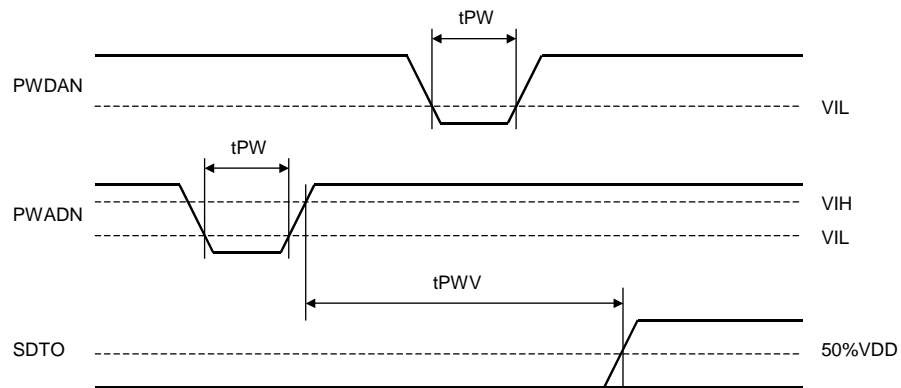 tPW
PWDAN
VIL
tPW
PWADN
VIH
VIL
tPWV
SDTO
50%VDD